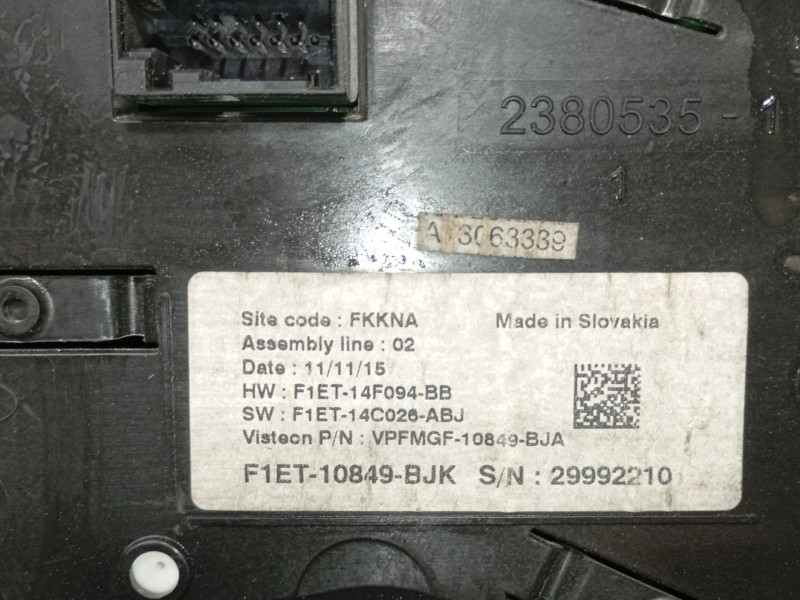 2380535-1
1
A 3063339
Site code : FKKNA
Made in Slovakia
Assembly line : 02
Date : 11/11/15
HW : F1ET-14F094-BB
SW : F1ET-14C026-ABJ
Visteon P/N : VPFMGF-10849-BJA
F1ET-10849-BJK S/N : 29992210